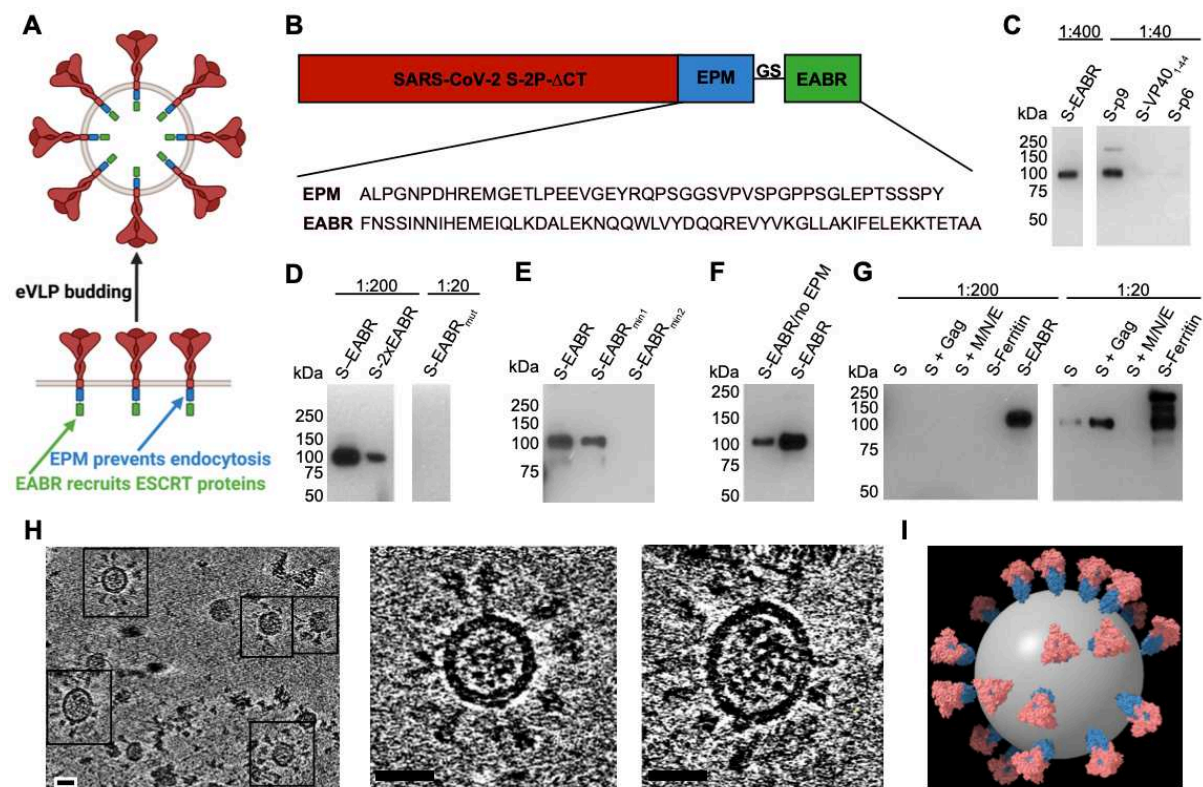 A
eVLP budding
EPM prevents endocytosis
EABR recruits ESCRT proteins
B
SARS-CoV-2 S-2P-ΔCT
EPM
GS
EABR
EPM ALPGNPDHREMGETLPEEVGEYRQPSGGSVPVSPGPPSGLEPTSSSPY
EABR FNSSINNIHEMEIQLKDALEKNQQWLVYDQQREVYVKGLLAKIFELEKKTETAA
C
1:400
1:40
S-EABR
S-p9
S-VP40₁₋₄₄
S-p6
kDa
250
150
100
75
50
D
1:200
1:20
S-EABR
S-2xEABR
S-EABRmut
kDa
250
150
100
75
50
E
S-EABR
S-EABRmin1
S-EABRmin2
kDa
250
150
100
75
F
S-EABR/no EPM
S-EABR
kDa
250
150
100
75
50
G
1:200
1:20
S
S + Gag
S + M/N/E
S-Ferritin
S-EABR
S
S + Gag
S + M/N/E
S-Ferritin
kDa
250
150
100
75
50
H
I